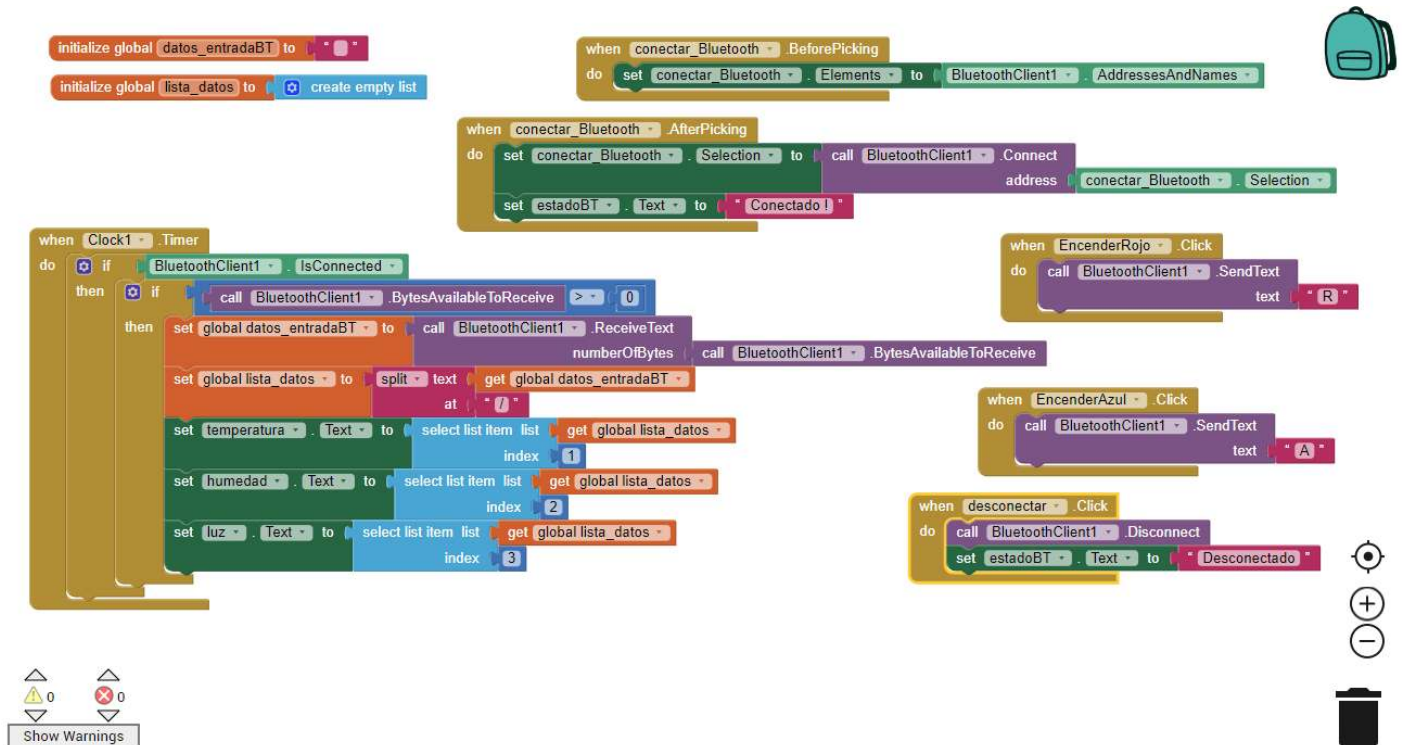 initialize global datos_entradaBT to " "
initialize global lista_datos to create empty list
when conectar_Bluetooth .BeforePicking
do set conectar_Bluetooth . Elements to BluetoothClient1 . AddressesAndNames
when conectar_Bluetooth .AfterPicking
do set conectar_Bluetooth . Selection to call BluetoothClient1 .Connect
address conectar_Bluetooth . Selection
set estadoBT . Text to " Conectado ! "
when Clock1 .Timer
do if BluetoothClient1 . IsConnected
then if call BluetoothClient1 .BytesAvailableToReceive > 0
then set global datos_entradaBT to call BluetoothClient1 .ReceiveText
numberOfBytes call BluetoothClient1 .BytesAvailableToReceive
set global lista_datos to split text get global datos_entradaBT
at " / "
set temperatura . Text to select list item list get global lista_datos
index 1
set humedad . Text to select list item list get global lista_datos
index 2
set luz . Text to select list item list get global lista_datos
index 3
when EncenderRojo .Click
do call BluetoothClient1 .SendText
text " R "
when EncenderAzul .Click
do call BluetoothClient1 .SendText
text " A "
when desconectar .Click
do call BluetoothClient1 .Disconnect
set estadoBT . Text to " Desconectado "
0 0
Show Warnings